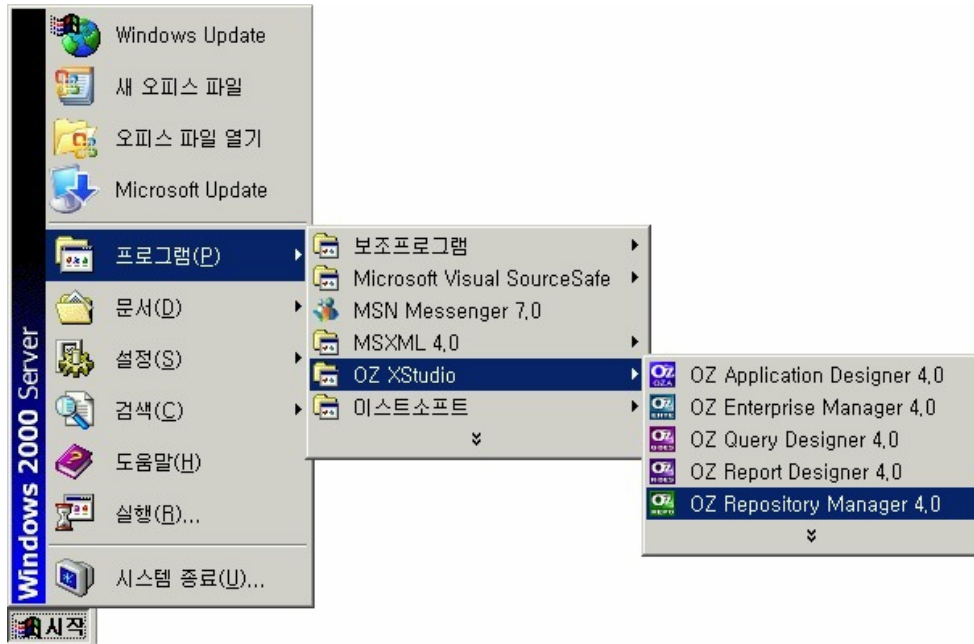 Windows Update
새 오피스 파일
오피스 파일 열기
Microsoft Update
프로그램(P)
문서(D)
설정(S)
검색(C)
도움말(H)
실행(R)...
시스템 종료(U)...
Windows 2000 Server
시작
보조프로그램
Microsoft Visual SourceSafe
MSN Messenger 7,0
MSXML 4,0
OZ XStudio
이스트소프트
OZ Application Designer 4,0
OZ Enterprise Manager 4,0
OZ Query Designer 4,0
OZ Report Designer 4,0
OZ Repository Manager 4,0